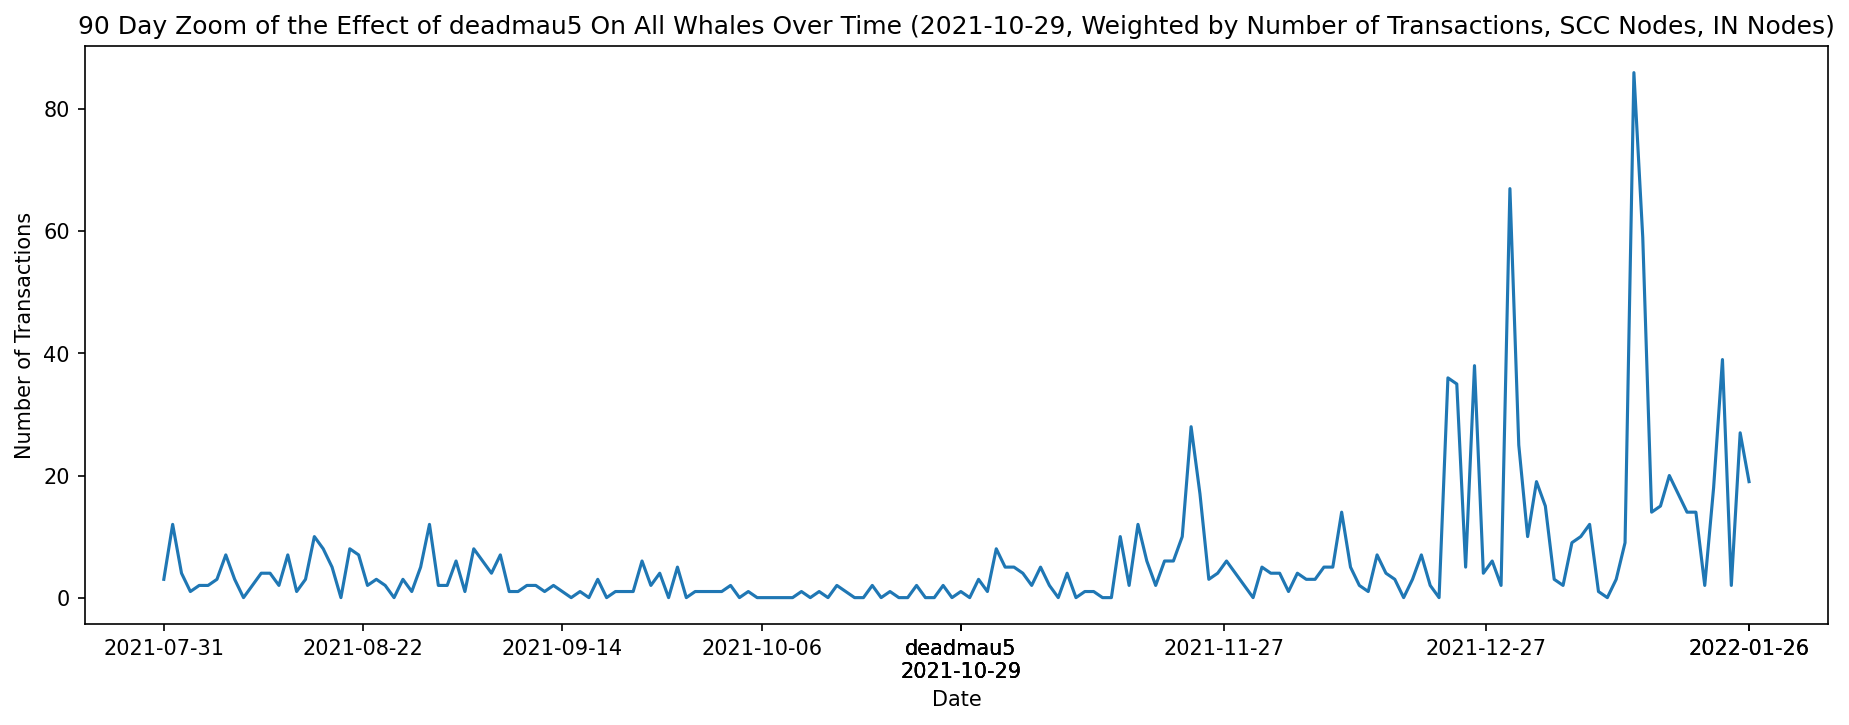 90 Day Zoom of the Effect of deadmau5 On All Whales Over Time (2021-10-29, Weighted by Number of Transactions, SCC Nodes, IN Nodes)
Number of Transactions
80
60
40
20
0
2021-07-31 2021-08-22 2021-09-14 2021-10-06 deadmau5 2021-11-27 2021-12-27 2022-01-26
2021-10-29
Date